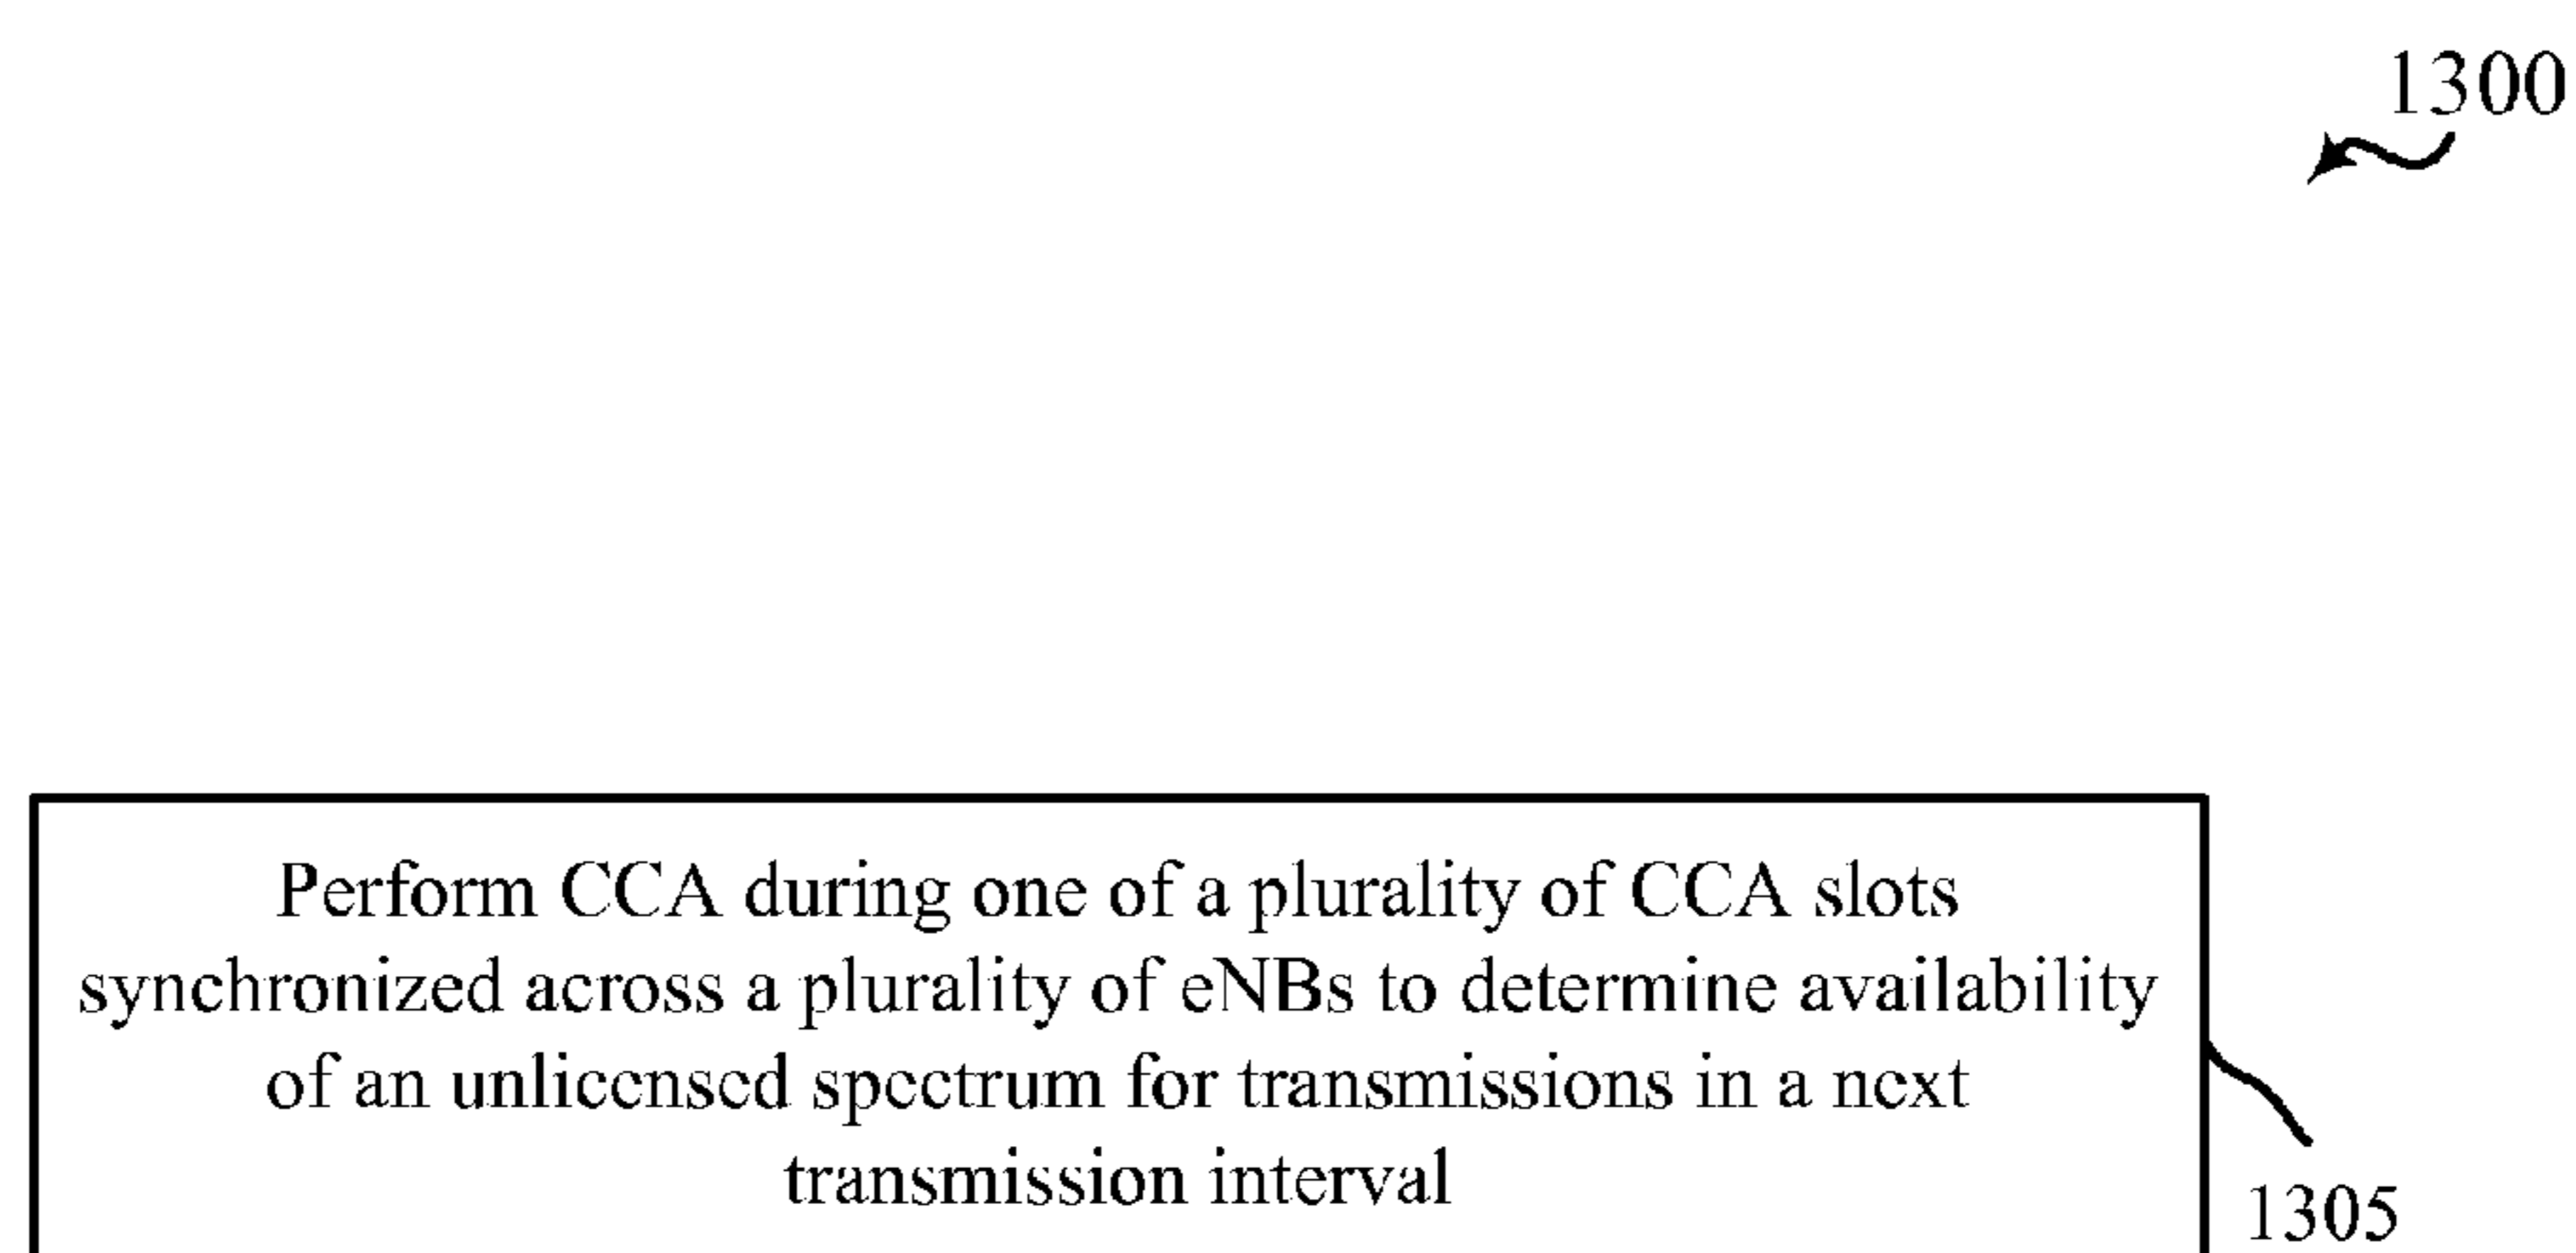 1300
Perform CCA during one of a plurality of CCA slots
synchronized across a plurality of eNBs to determine availability
of an unlicensed spectrum for transmissions in a next
transmission interval
1305